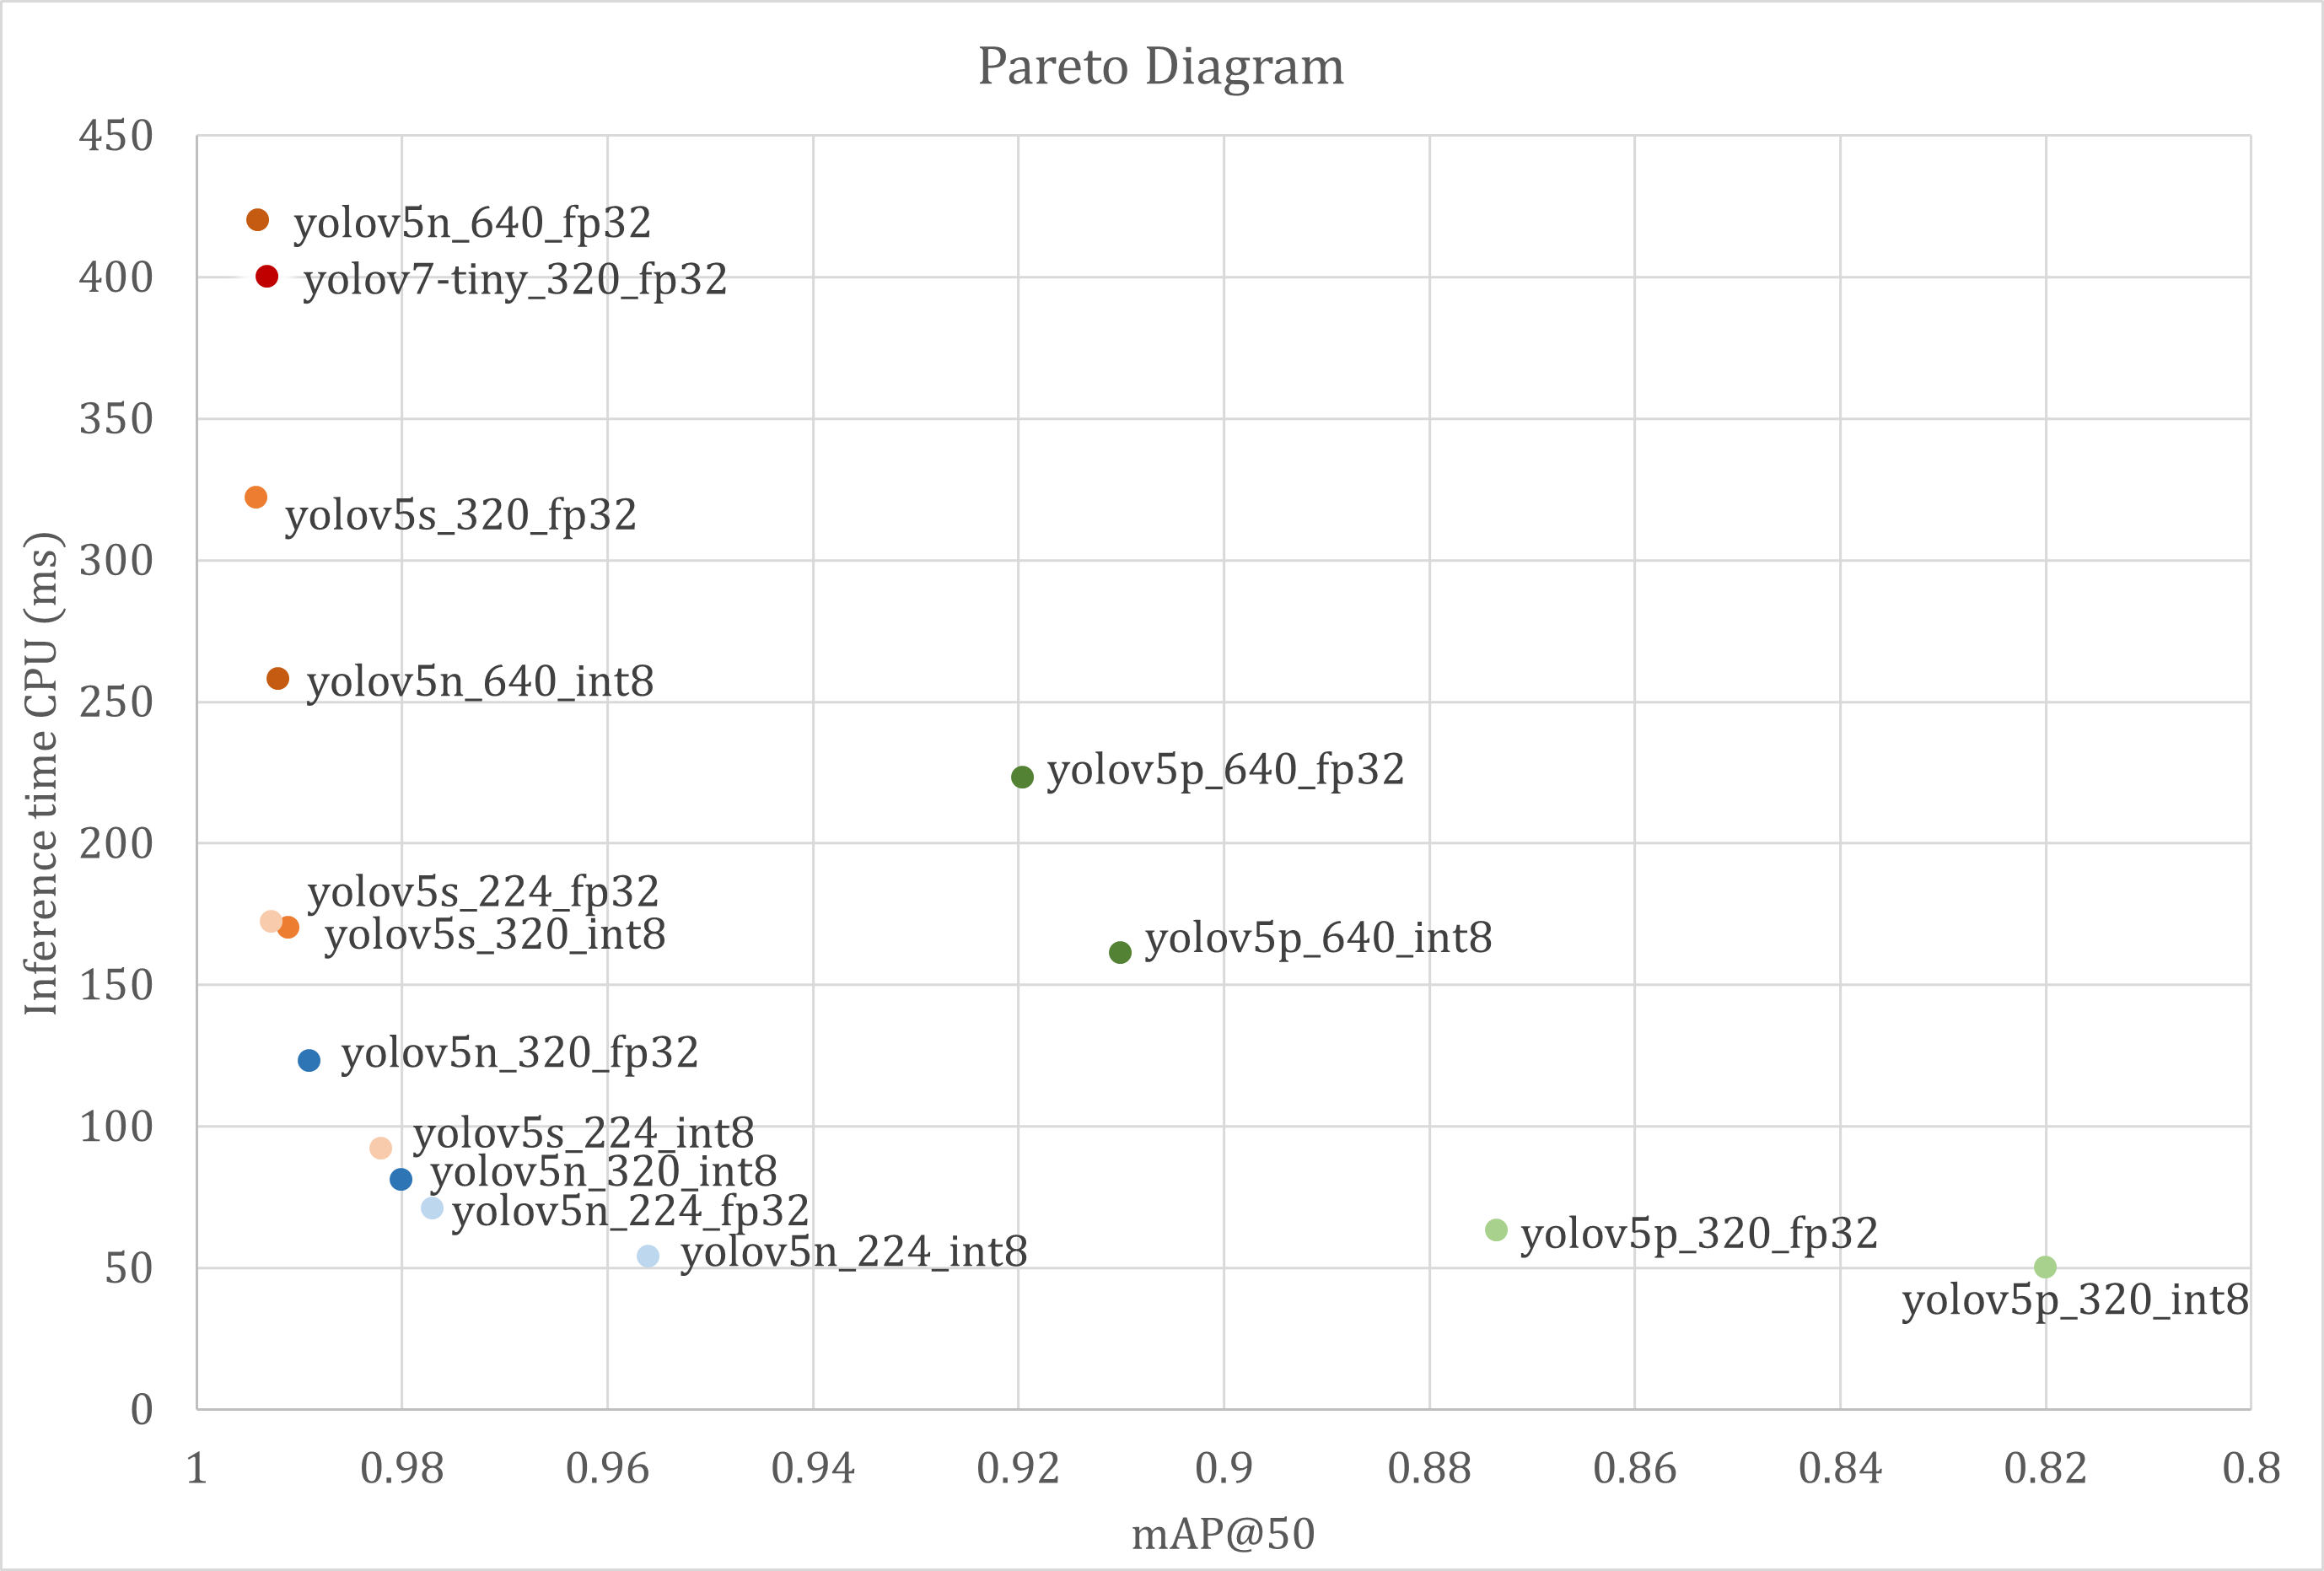 Pareto Diagram
450
400
350
300
250
200
150
100
50
0
Inference time CPU (ms)
yolov5n_640_fp32
yolov7-tiny_320_fp32
yolov5s_320_fp32
yolov5n_640_int8
yolov5p_640_fp32
yolov5s_224_fp32
yolov5s_320_int8
yolov5p_640_int8
yolov5n_320_fp32
yolov5s_224_int8
yolov5n_320_int8
yolov5n_224_fp32
yolov5n_224_int8
yolov5p_320_fp32
yolov5p_320_int8
1 0.98 0.96 0.94 0.92 0.9 0.88 0.86 0.84 0.82 0.8
mAP@50